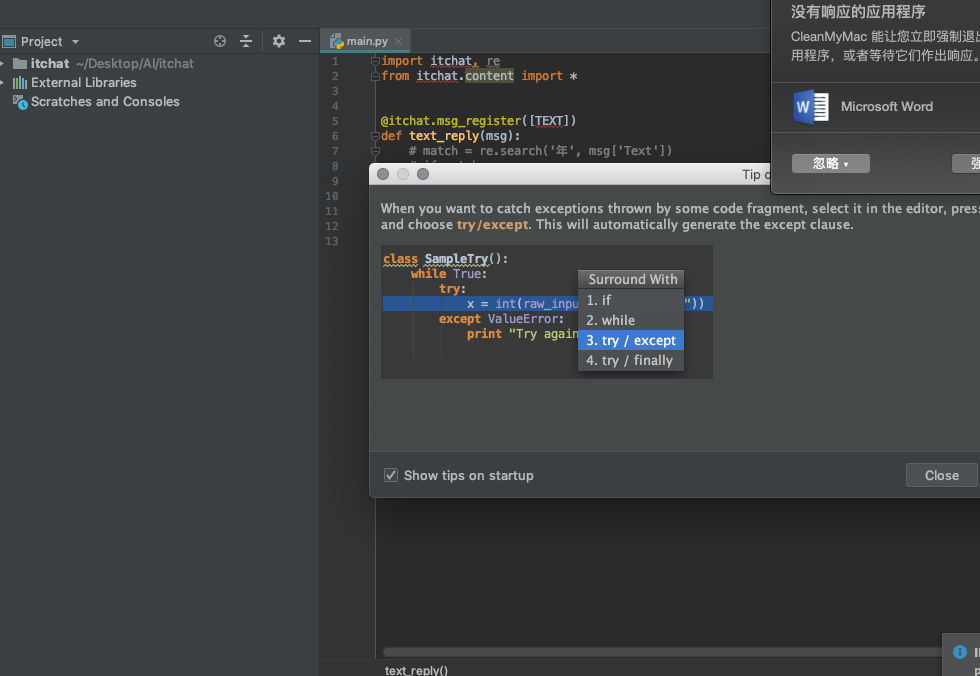 没有响应的应用程序
CleanMyMac 能让您立即强制退出
用程序，或者等待它们作出响应。
Microsoft Word
忽略
强
Project
itchat ~/Desktop/AI/itchat
External Libraries
Scratches and Consoles
main.py
1 import itchat, re
2 from itchat.content import *
3
4
5 @itchat.msg_register([TEXT])
6 def text_reply(msg):
7 # match = re.search('年', msg['Text'])
8
9
10
11
12
13
Tip
When you want to catch exceptions thrown by some code fragment, select it in the editor, press
and choose try/except. This will automatically generate the except clause.
class SampleTry():
while True:
try:
x = int(raw_inpu "))
except ValueError:
print "Try again
Surround With
1. if
2. while
3. try / except
4. try / finally
Show tips on startup
Close
text_reply()